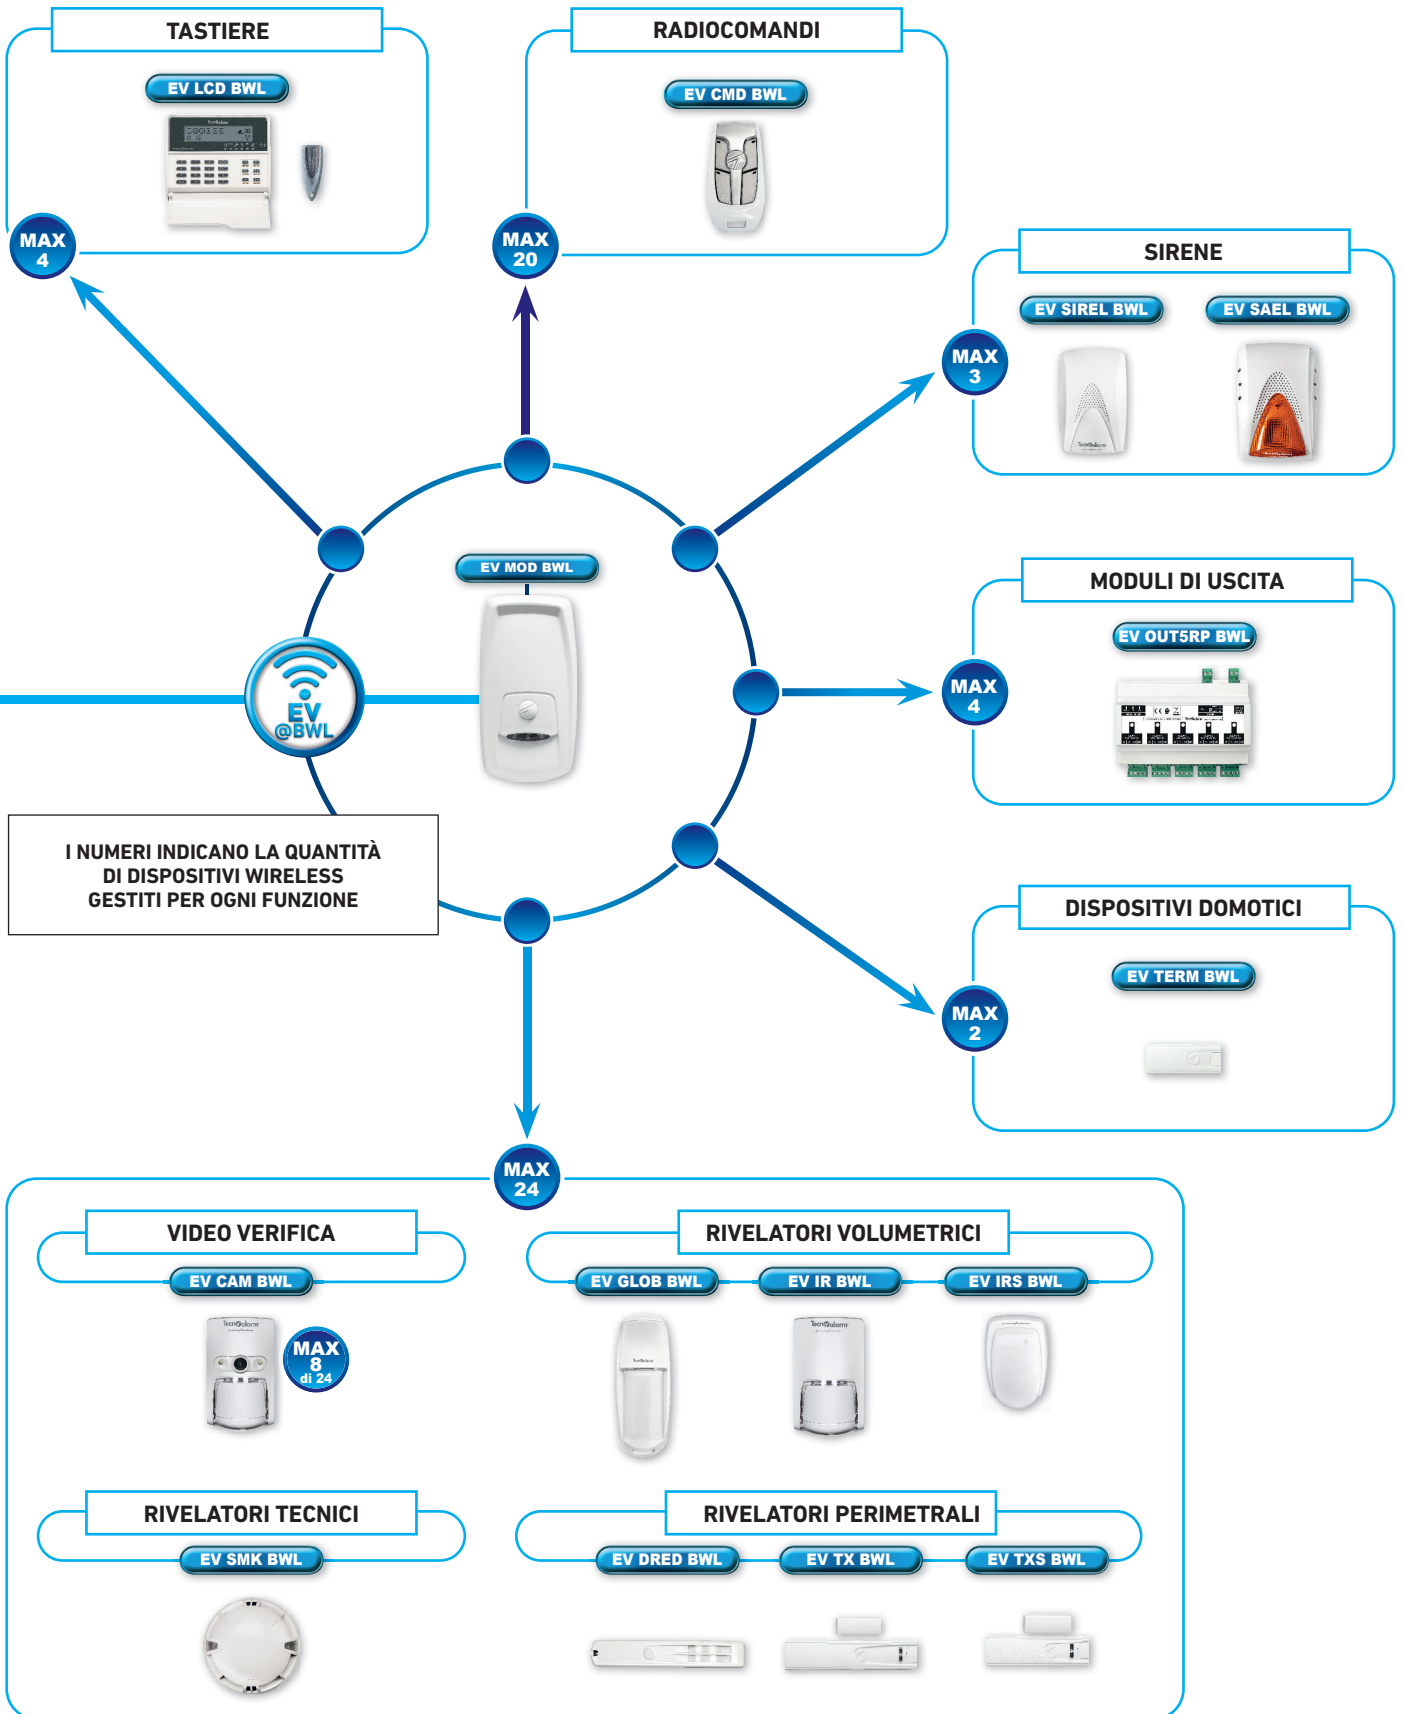 TASTIERE
EV LCD BWL
MAX
4
RADIOCOMANDI
EV CMD BWL
MAX
20
SIRENE
EV SIREL BWL
EV SAEL BWL
MAX
3
Tecnoalarm
EV MOD BWL
MODULI DI USCITA
EV OUT5RP BWL
MAX
4
EV
@BWL
I NUMERI INDICANO LA QUANTITÀ
DI DISPOSITIVI WIRELESS
GESTITI PER OGNI FUNZIONE
DISPOSITIVI DOMOTICI
EV TERM BWL
MAX
2
MAX
24
VIDEO VERIFICA
EV CAM BWL
Tecnoalarm
MAX
8
di 24
RIVELATORI VOLUMETRICI
EV GLOB BWL
EV IR BWL
EV IRS BWL
Tecnoalarm
RIVELATORI TECNICI
EV SMK BWL
RIVELATORI PERIMETRALI
EV DRED BWL
EV TX BWL
EV TXS BWL